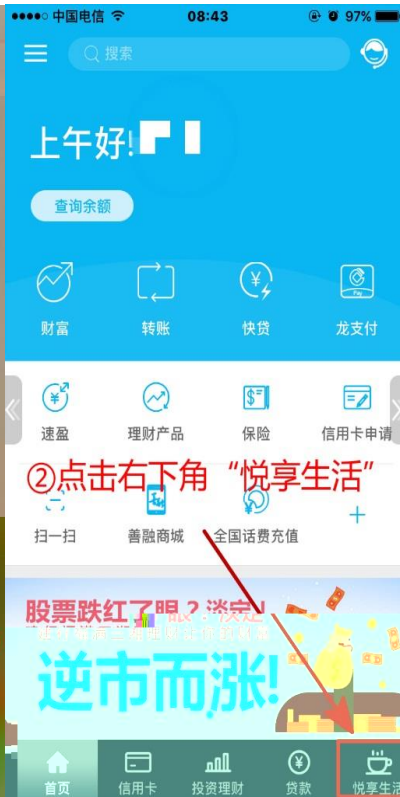 中国电信 08:43 97%
搜索
上午好!
查询余额
财富 转账 快贷 龙支付
Pay
速盈 理财产品 保险 信用卡申请
②点击右下角“悦享生活”
扫一扫 善融商城 全国话费充值
股票跌红了眼？淡定！
逆市而涨!
首页 信用卡 投资理财 贷款 悦享生活